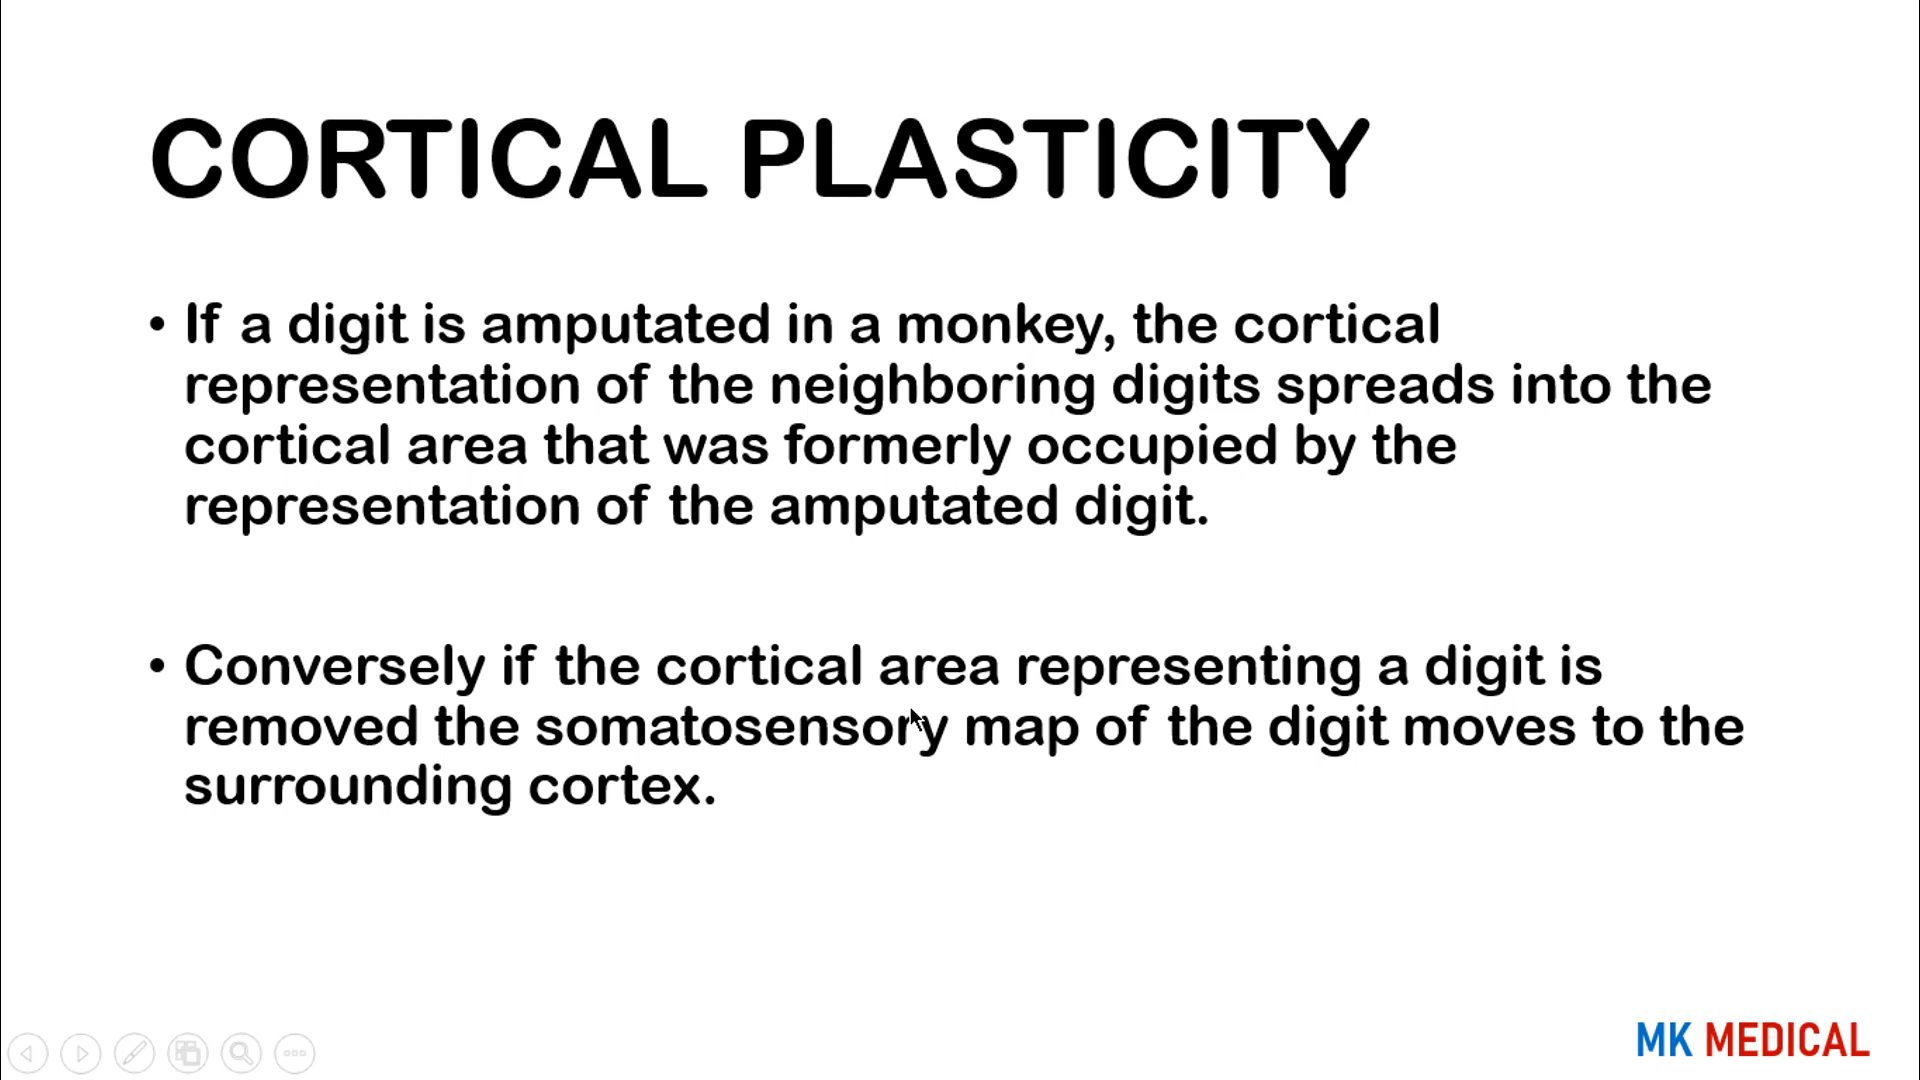 CORTICAL PLASTICITY
• If a digit is amputated in a monkey, the cortical
representation of the neighboring digits spreads into the
cortical area that was formerly occupied by the
representation of the amputated digit.
• Conversely if the cortical area representing a digit is
removed the somatosensory map of the digit moves to the
surrounding cortex.
MK MEDICAL